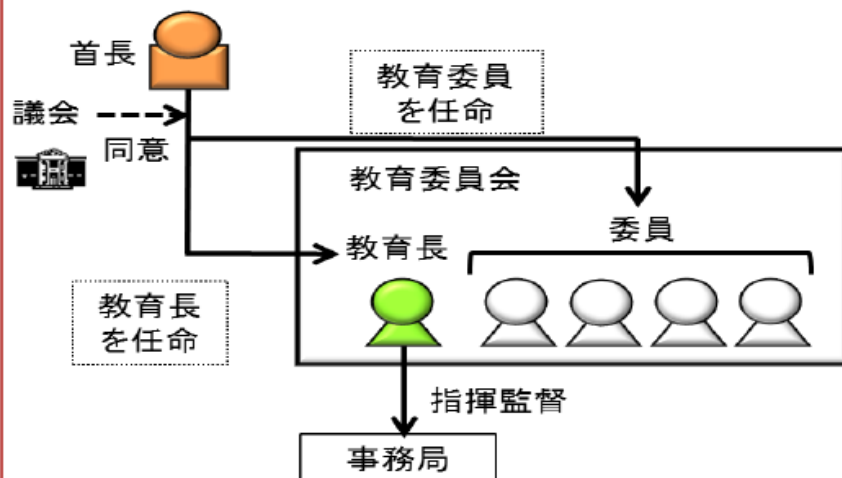 首長
教育委員
を任命
議会
同意
教育委員会
委員
教育長
教育長
を任命
指揮監督
事務局